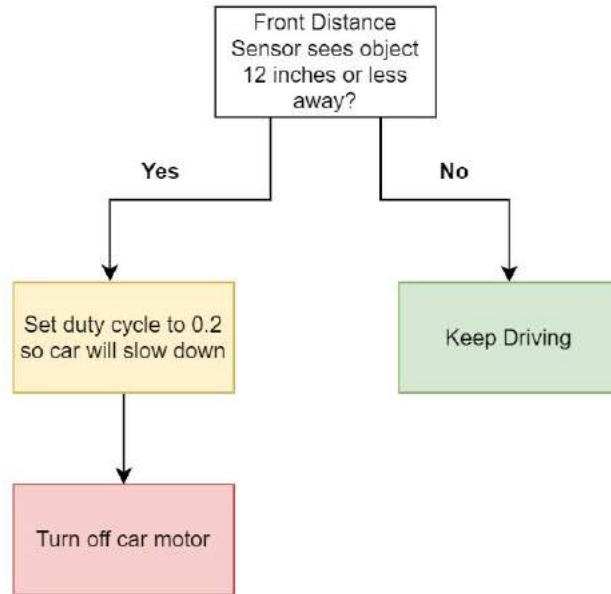 Front Distance
Sensor sees object
12 inches or less
away?
Yes
No
Set duty cycle to 0.2
so car will slow down
Keep Driving
Turn off car motor